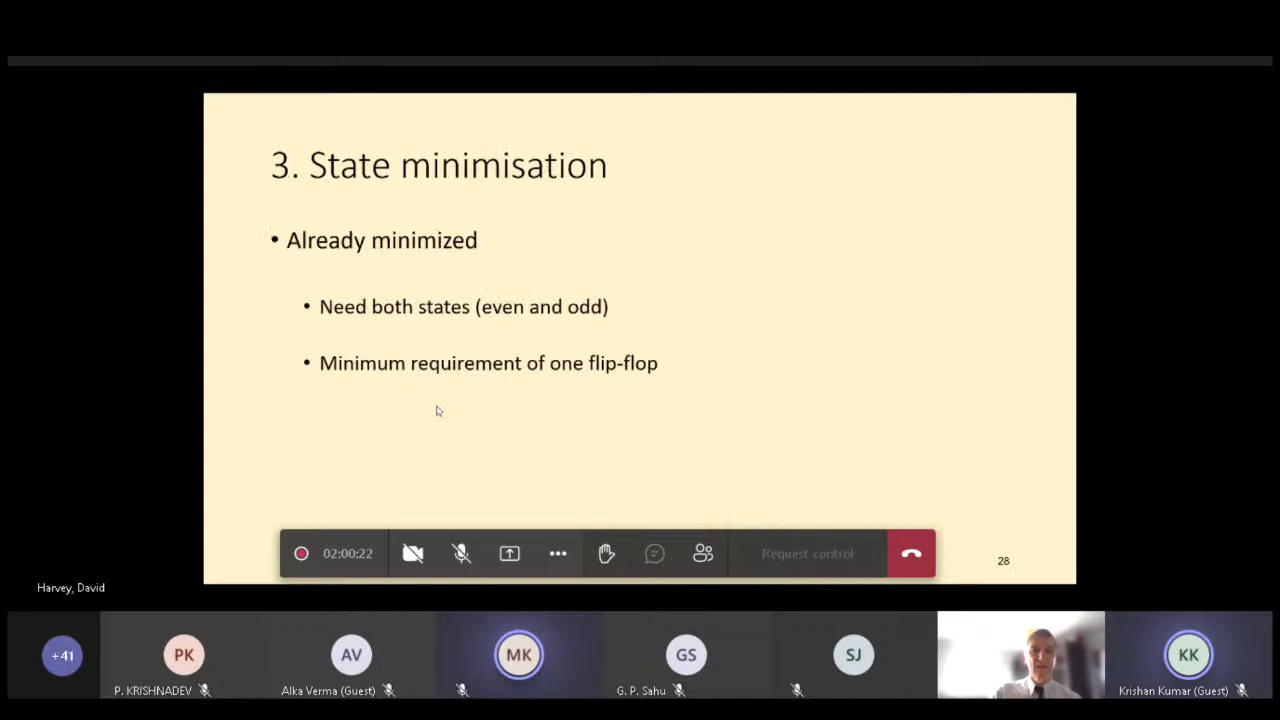 3. State minimisation
• Already minimized
• Need both states (even and odd)
• Minimum requirement of one flip-flop
02:00:22
Request control
28
Harvey, David
+41
PK
AV
MK
GS
SJ
KK
P. KRISHNADEV
Alka Verma (Guest)
G. P. Sahu
Krishan Kumar (Guest)